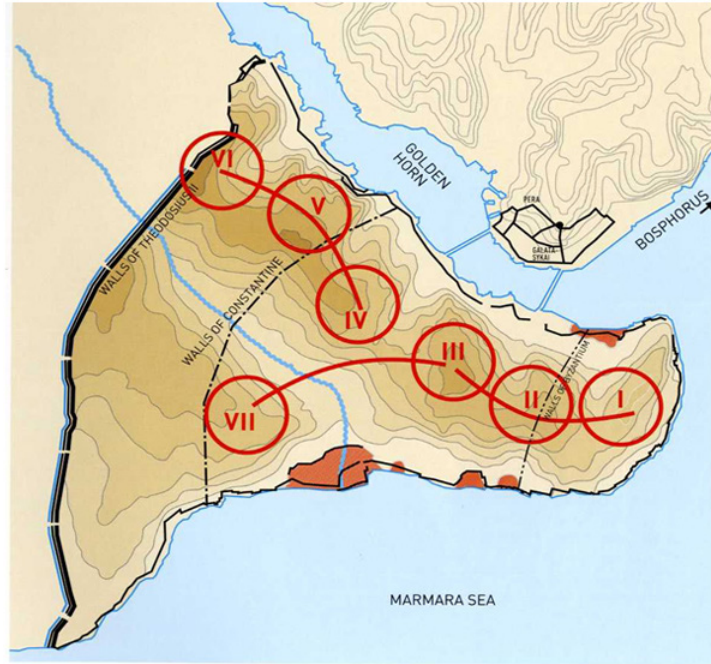 VI
V
IV
III
II
I
VII
GOLDEN
HORN
PERA
GALATA
SYKAI
BOSPHORUS
WALLS OF THEODOSIUS II
WALLS OF CONSTANTINE
WALLS OF BYZANTIUM
MARMARA SEA